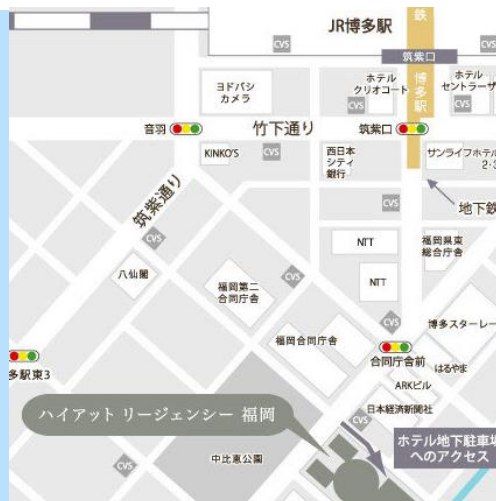 JR博多駅
鉄
CVS
CVS
筑紫口
博多駅
ヨドバシ
カメラ
ホテル
クリオコート
CVS
ホテル
セントラーザ
CVS
音羽
竹下通り
筑紫口
KINKO'S
CVS
西日本
シティ
銀行
サンライフホテル
2・3
筑紫通り
CVS
地下鉄
CVS
NTT
福岡県東
総合庁舎
八仙閣
福岡第二
合同庁舎
CVS
NTT
福岡合同庁舎
CVS
博多スターレー
合同庁舎前
はるやま
多駅東3
ARKビル
日本経済新聞社
ハイアット リージェンシー 福岡
CVS
ホテル地下駐車場
へのアクセス
中比恵公園
CVS